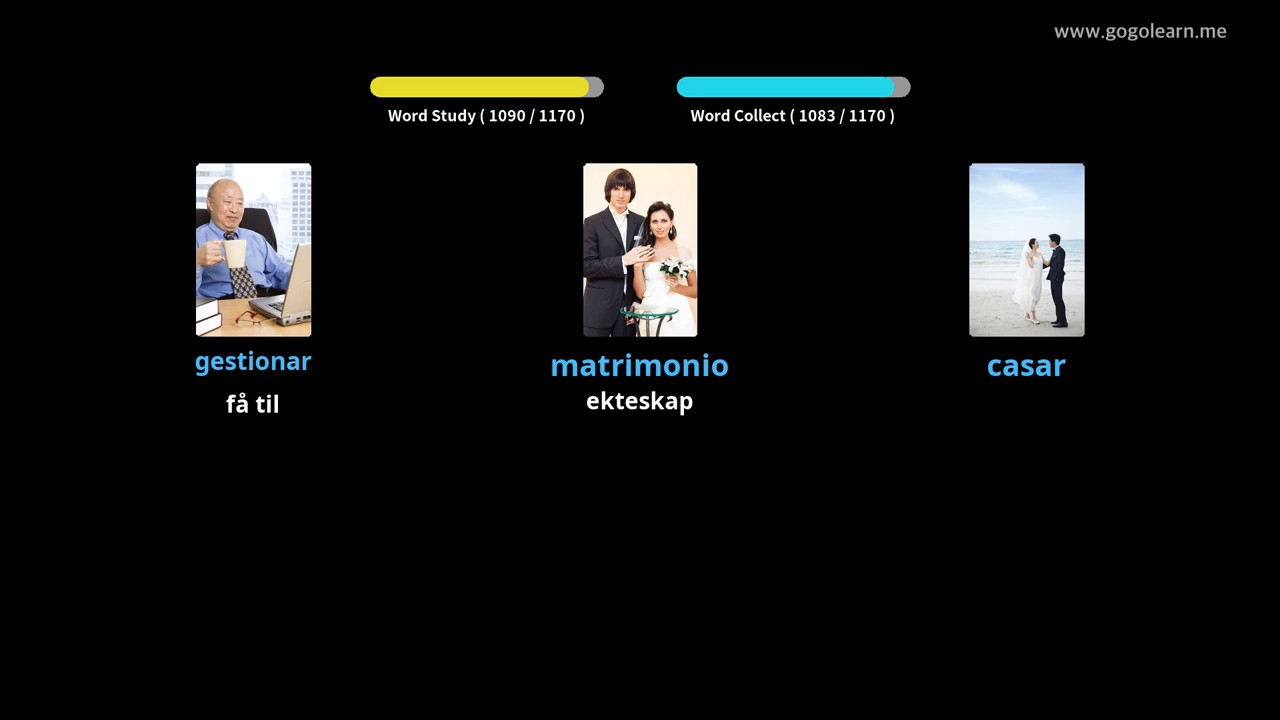 www.gogolearn.me
Word Study ( 1090 / 1170 )
Word Collect ( 1083 / 1170 )
gestionar
få til
matrimonio
ekteskap
casar